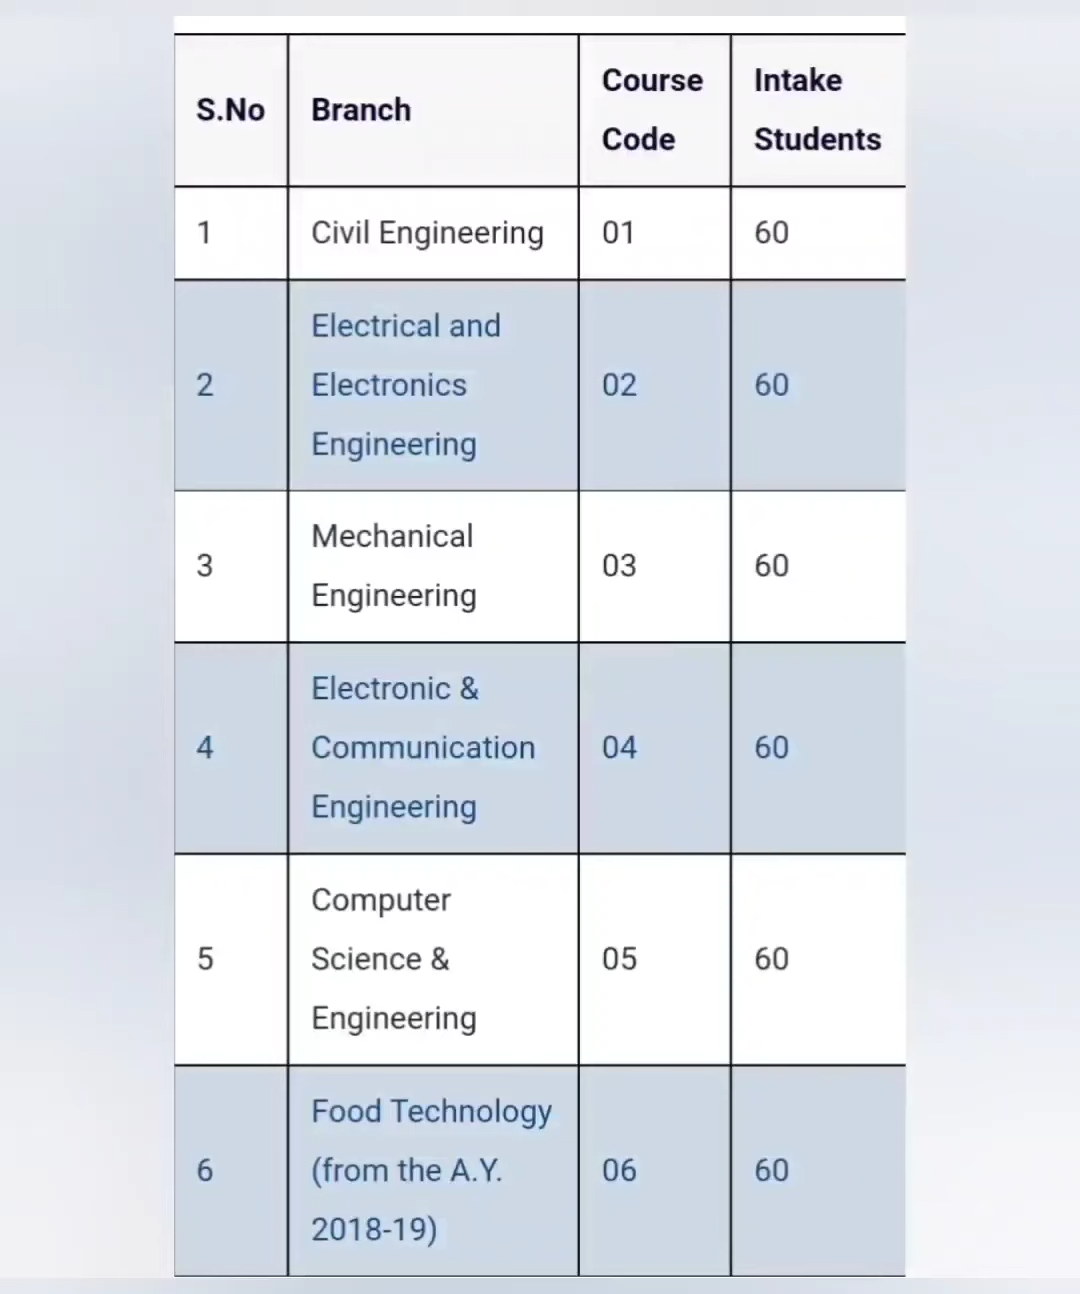 S.No Branch Course Code Intake Students
1 Civil Engineering 01 60
2 Electrical and Electronics Engineering 02 60
3 Mechanical Engineering 03 60
4 Electronic & Communication Engineering 04 60
5 Computer Science & Engineering 05 60
6 Food Technology (from the A.Y. 2018-19) 06 60